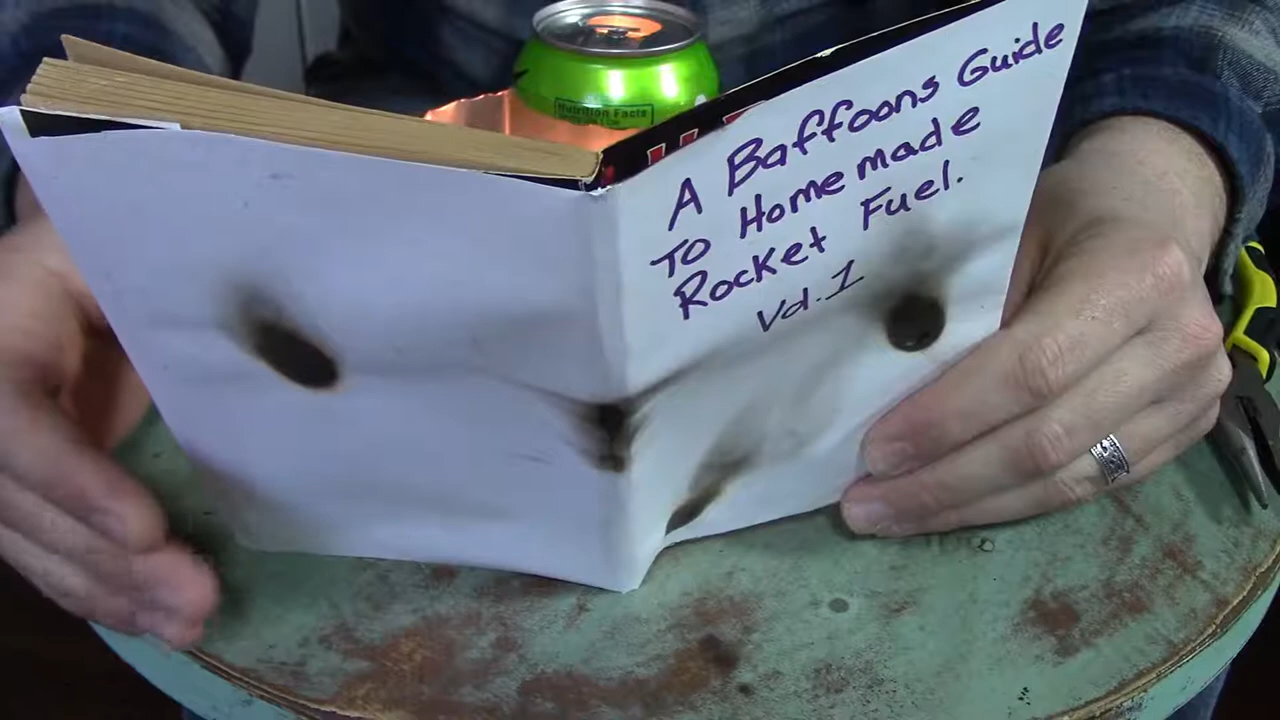 Nutrition Facts
A Baffoons Guide
To Homemade
Rocket Fuel.
Vol. 1